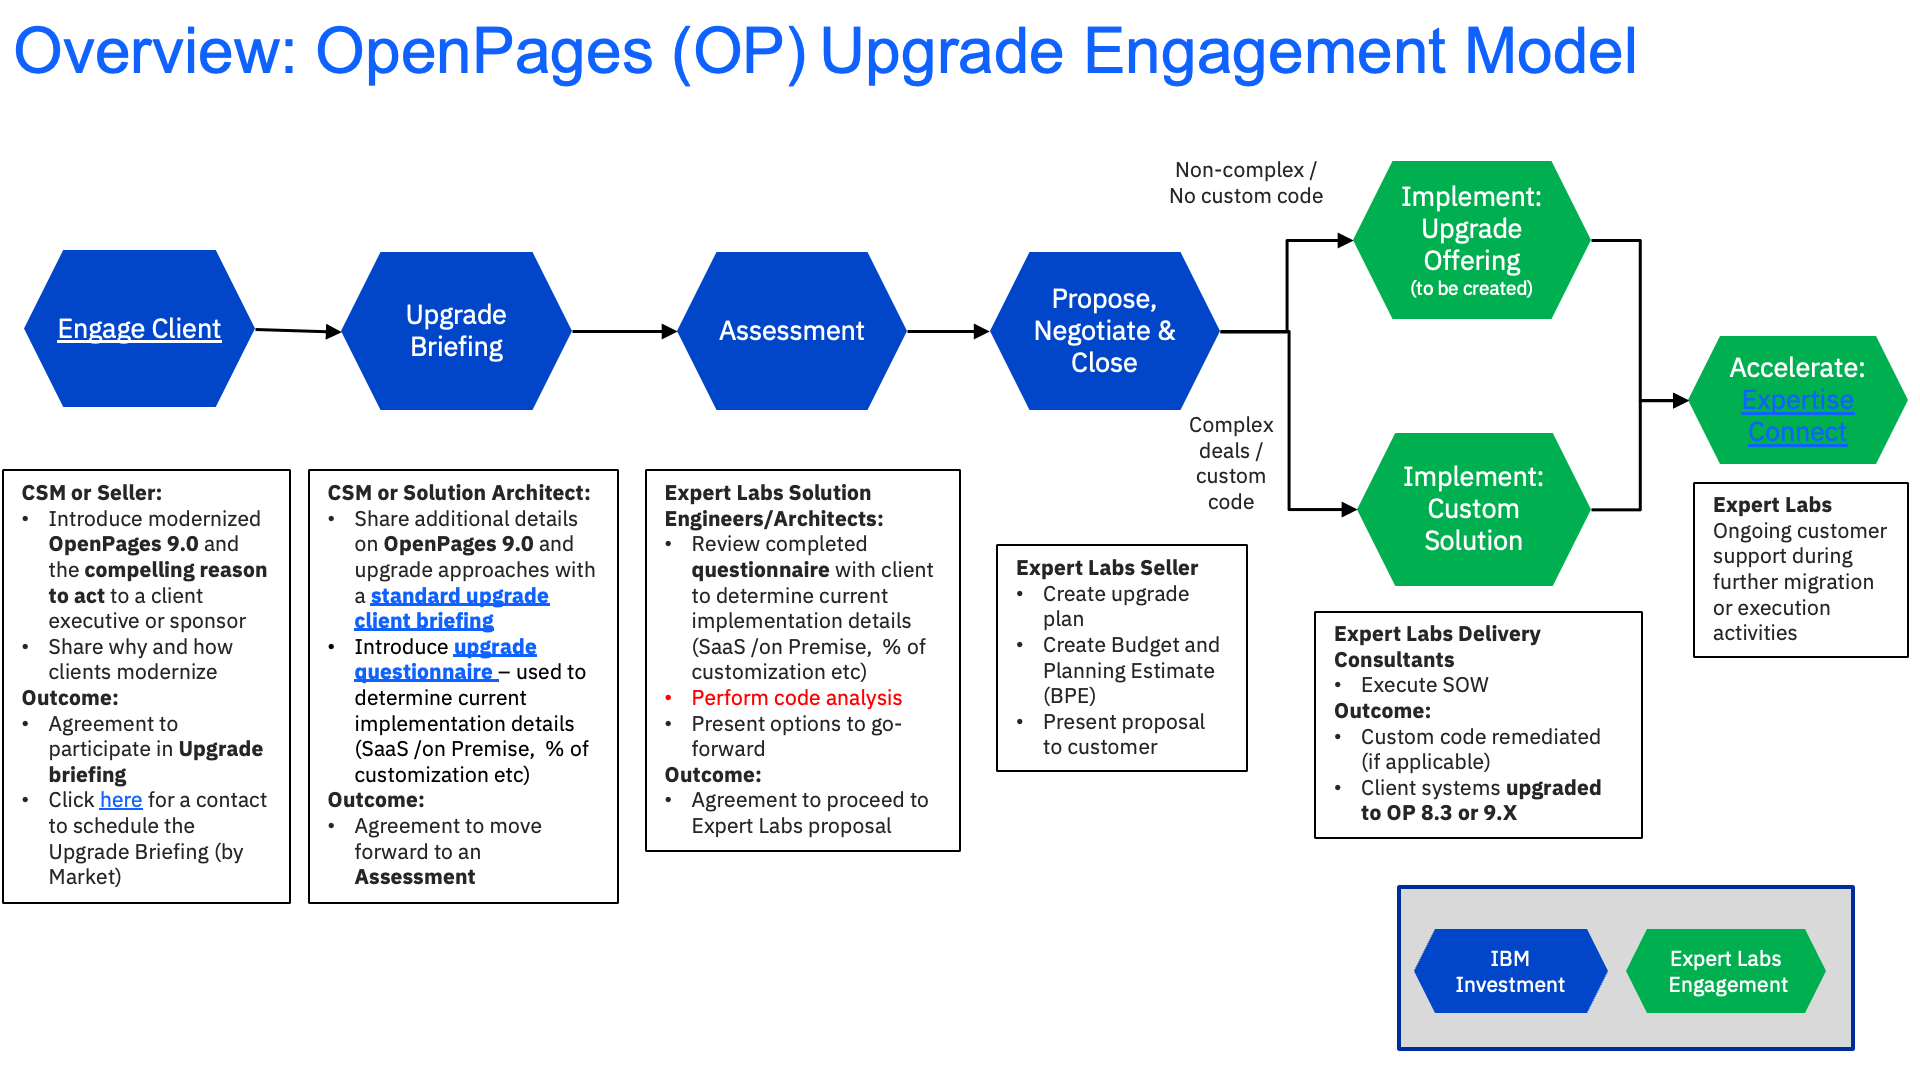 Overview: OpenPages (OP) Upgrade Engagement Model
Engage Client
Upgrade
Briefing
Assessment
Propose,
Negotiate &
Close
Non-complex /
No custom code
Complex
deals /
custom
code
Implement:
Upgrade
Offering
(to be created)
Implement:
Custom
Solution
Accelerate:
Expertise
Connect
CSM or Seller:
• Introduce modernized
OpenPages 9.0 and
the compelling reason
to act to a client
executive or sponsor
• Share why and how
clients modernize
Outcome:
• Agreement to
participate in Upgrade
briefing
• Click here for a contact
to schedule the
Upgrade Briefing (by
Market)
CSM or Solution Architect:
• Share additional details
on OpenPages 9.0 and
upgrade approaches with
a standard upgrade
client briefing
• Introduce upgrade
questionnaire – used to
determine current
implementation details
(SaaS /on Premise, % of
customization etc)
Outcome:
• Agreement to move
forward to an
Assessment
Expert Labs Solution
Engineers/Architects:
• Review completed
questionnaire with client
to determine current
implementation details
(SaaS /on Premise, % of
customization etc)
• Perform code analysis
• Present options to go-
forward
Outcome:
• Agreement to proceed to
Expert Labs proposal
Expert Labs Seller
• Create upgrade
plan
• Create Budget and
Planning Estimate
(BPE)
• Present proposal
to customer
Expert Labs Delivery
Consultants
• Execute SOW
Outcome:
• Custom code remediated
(if applicable)
• Client systems upgraded
to OP 8.3 or 9.X
Expert Labs
Ongoing customer
support during
further migration
or execution
activities
IBM
Investment
Expert Labs
Engagement